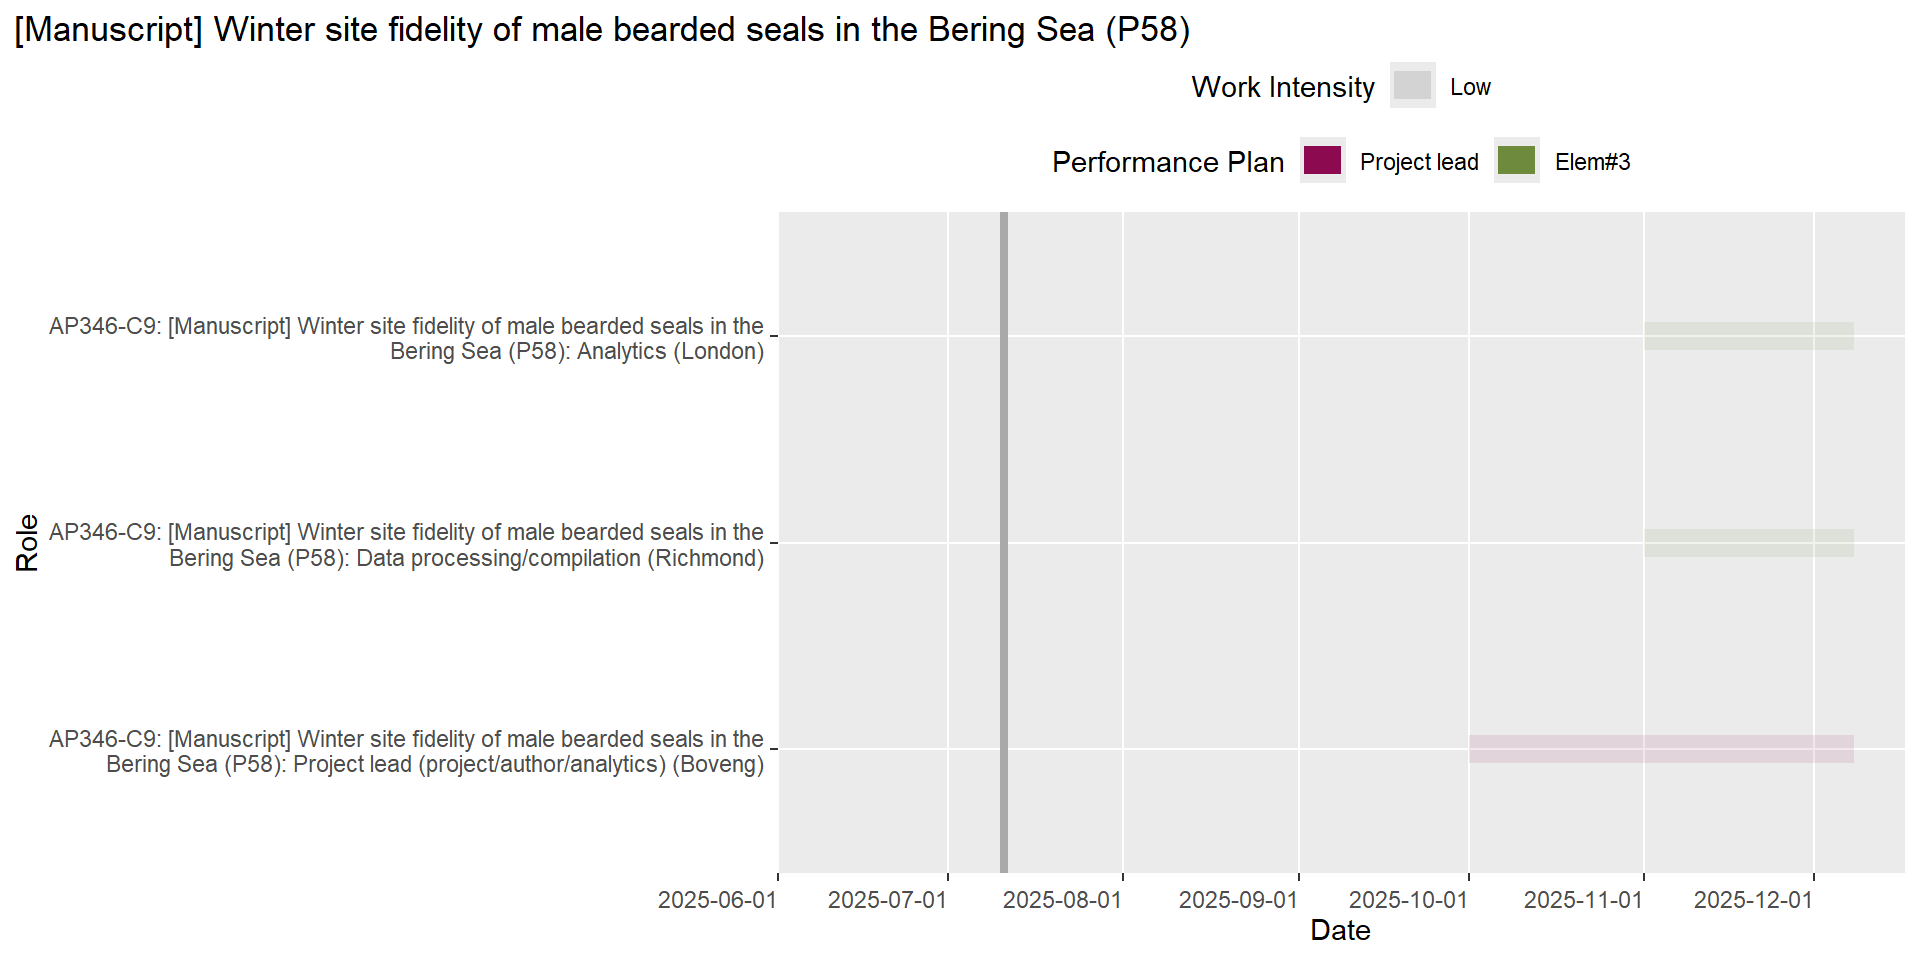 [Manuscript] Winter site fidelity of male bearded seals in the Bering Sea (P58)
Work Intensity Low
Performance Plan Project lead Elem#3
AP346-C9: [Manuscript] Winter site fidelity of male bearded seals in the
Bering Sea (P58): Analytics (London)
Role
AP346-C9: [Manuscript] Winter site fidelity of male bearded seals in the
Bering Sea (P58): Data processing/compilation (Richmond)
AP346-C9: [Manuscript] Winter site fidelity of male bearded seals in the
Bering Sea (P58): Project lead (project/author/analytics) (Boveng)
2025-06-01 2025-07-01 2025-08-01 2025-09-01 2025-10-01 2025-11-01 2025-12-01
Date